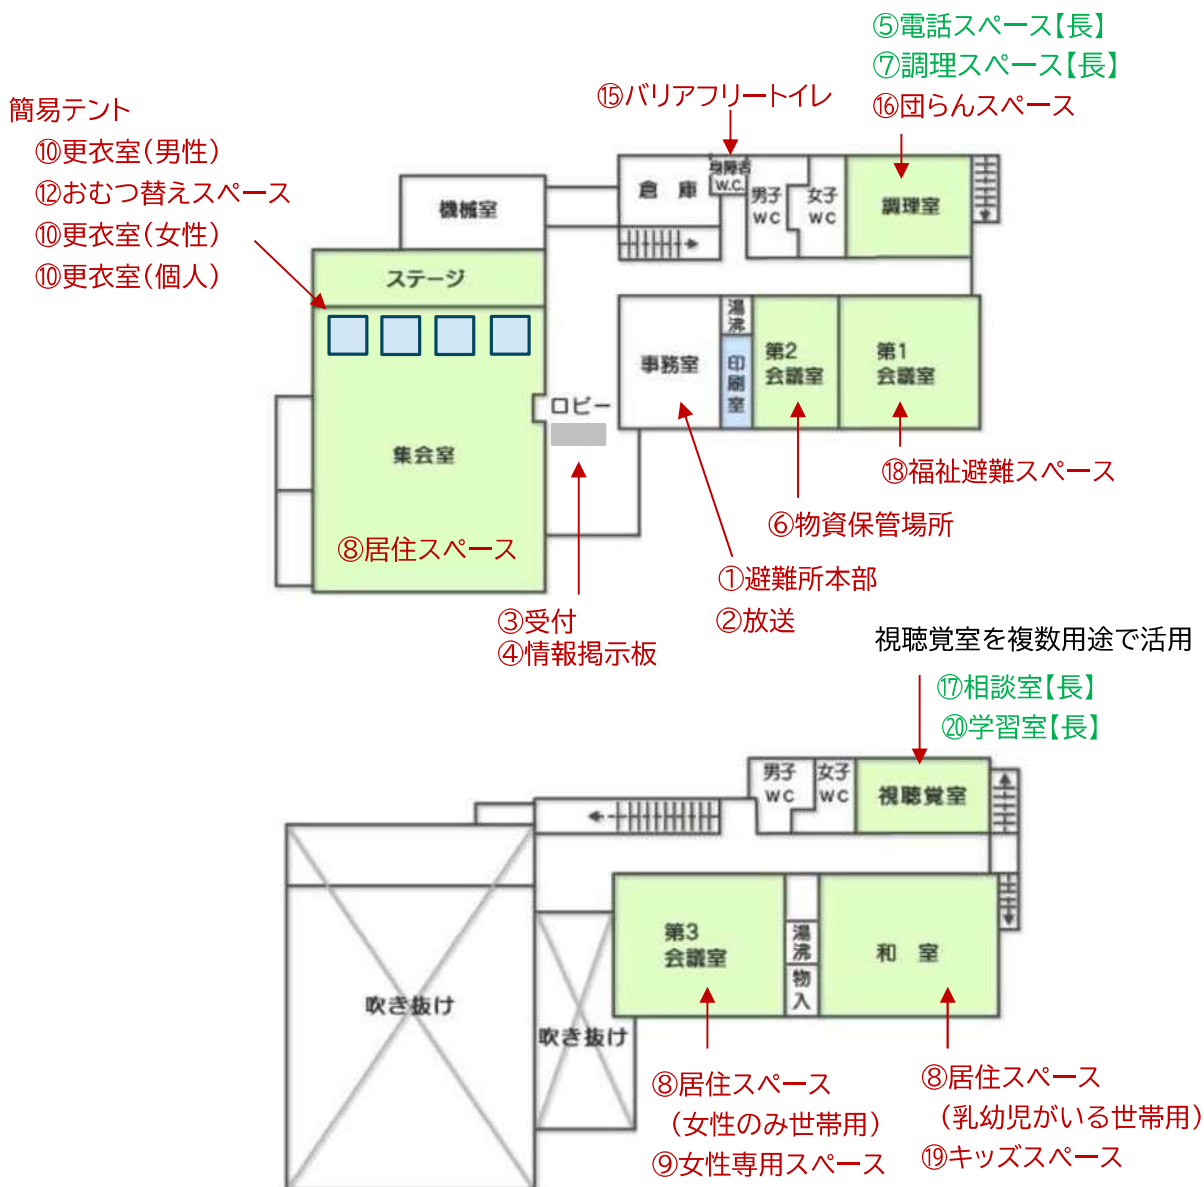 ⑤電話スペース【長】
⑦調理スペース【長】
⑯団らんスペース
⑮バリアフリートイレ
簡易テント
⑩更衣室（男性）
⑫おむつ替えスペース
⑩更衣室（女性）
⑩更衣室（個人）
機械室
倉 庫
身障者
W.C.
男子
WC
女子
WC
調理室
ステージ
事務室
湯沸
印刷室
第2
会議室
第1
会議室
ロビー
集会室
⑧居住スペース
⑱福祉避難スペース
⑥物資保管場所
①避難所本部
②放送
③受付
④情報掲示板
視聴覚室を複数用途で活用
⑰相談室【長】
⑳学習室【長】
男子
WC
女子
WC
視聴覚室
第3
会議室
湯沸
物入
和 室
吹き抜け
吹き抜け
⑧居住スペース
（女性のみ世帯用）
⑨女性専用スペース
⑧居住スペース
（乳幼児がいる世帯用）
⑲キッズスペース